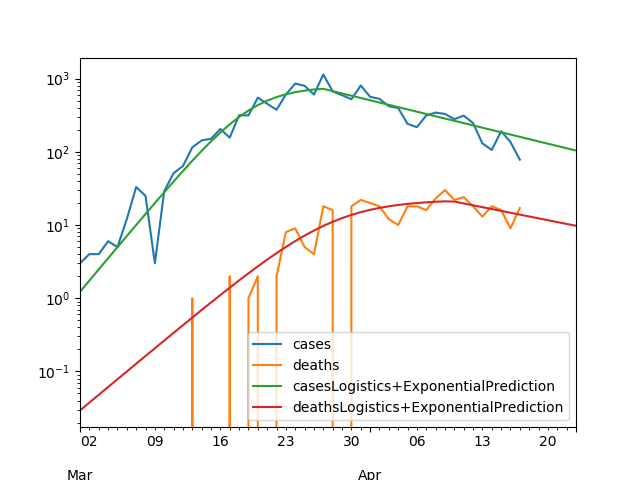 10³
10²
10¹
10⁰
10⁻¹
cases
deaths
casesLogistics+ExponentialPrediction
deathsLogistics+ExponentialPrediction
02 09 16 23 30 06 13 20
Mar Apr